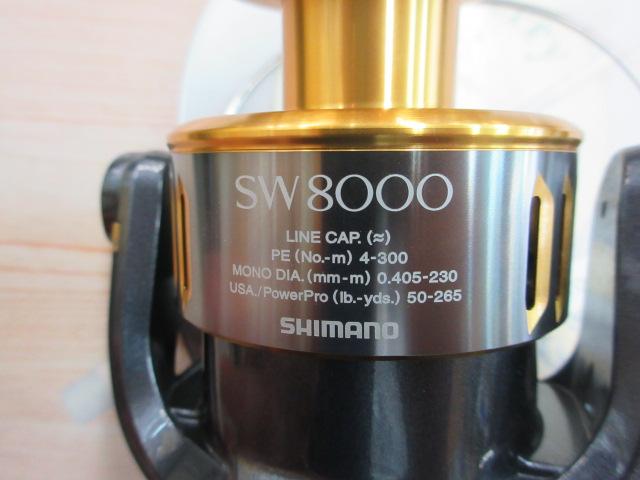 SW8000
LINE CAP. (≈)
PE (No.-m) 4-300
MONO DIA. (mm-m) 0.405-230
USA./PowerPro (lb.-yds.) 50-265
SHIMANO